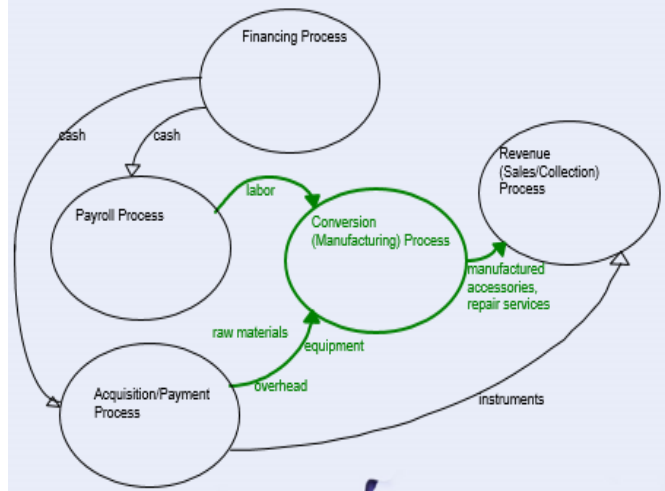 Financing Process
cash
cash
Revenue
(Sales/Collection)
Process
Payroll Process
labor
Conversion
(Manufacturing) Process
manufactured
accessories,
repair services
raw materials
equipment
overhead
Acquisition/Payment
Process
instruments